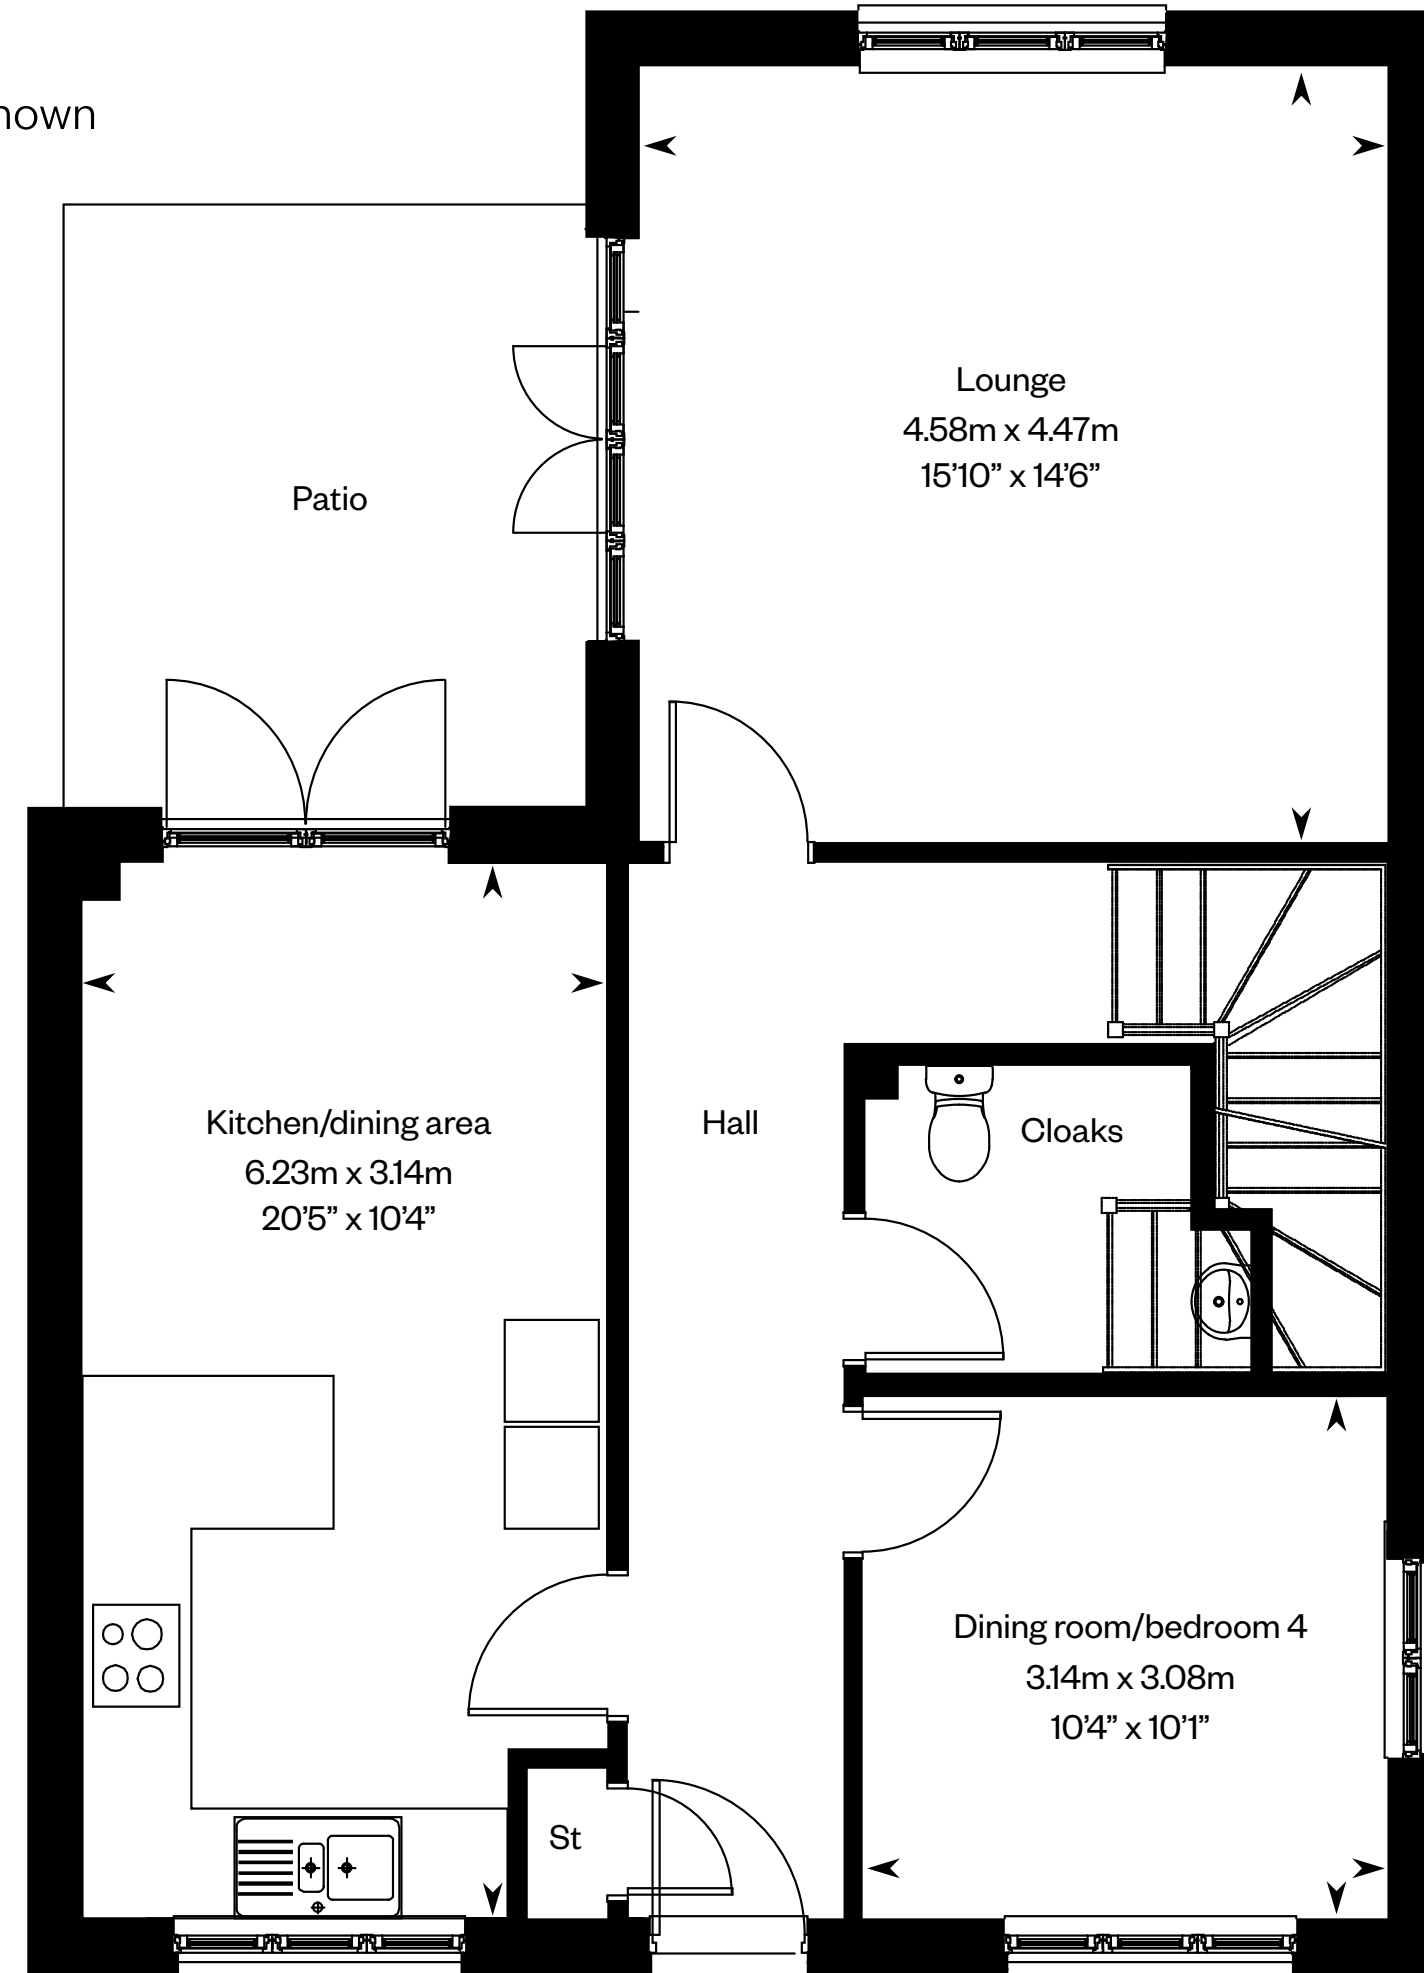 nown
Lounge
4.58m x 4.47m
15’10” x 14’6”
Patio
Kitchen/dining area
6.23m x 3.14m
20’5” x 10’4”
Hall
Cloaks
Dining room/bedroom 4
3.14m x 3.08m
10’4” x 10’1”
St